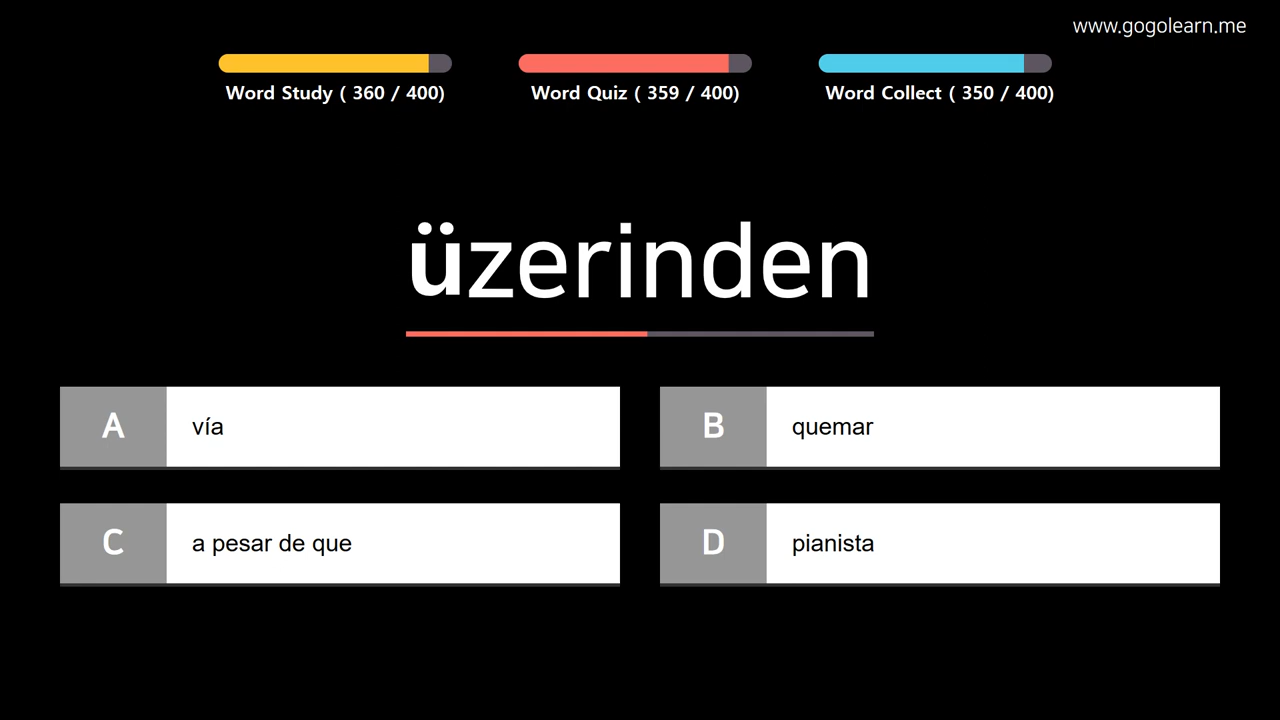 www.gogolearn.me
Word Study ( 360 / 400)
Word Quiz ( 359 / 400)
Word Collect ( 350 / 400)
üzerinden
A vía
B quemar
C a pesar de que
D pianista